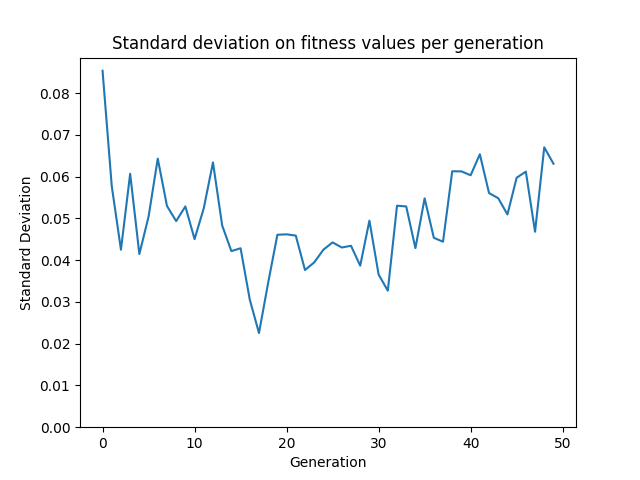 Standard deviation on fitness values per generation
0.08
0.07
0.06
0.05
0.04
0.03
0.02
0.01
0.00
Standard Deviation
0 10 20 30 40 50
Generation